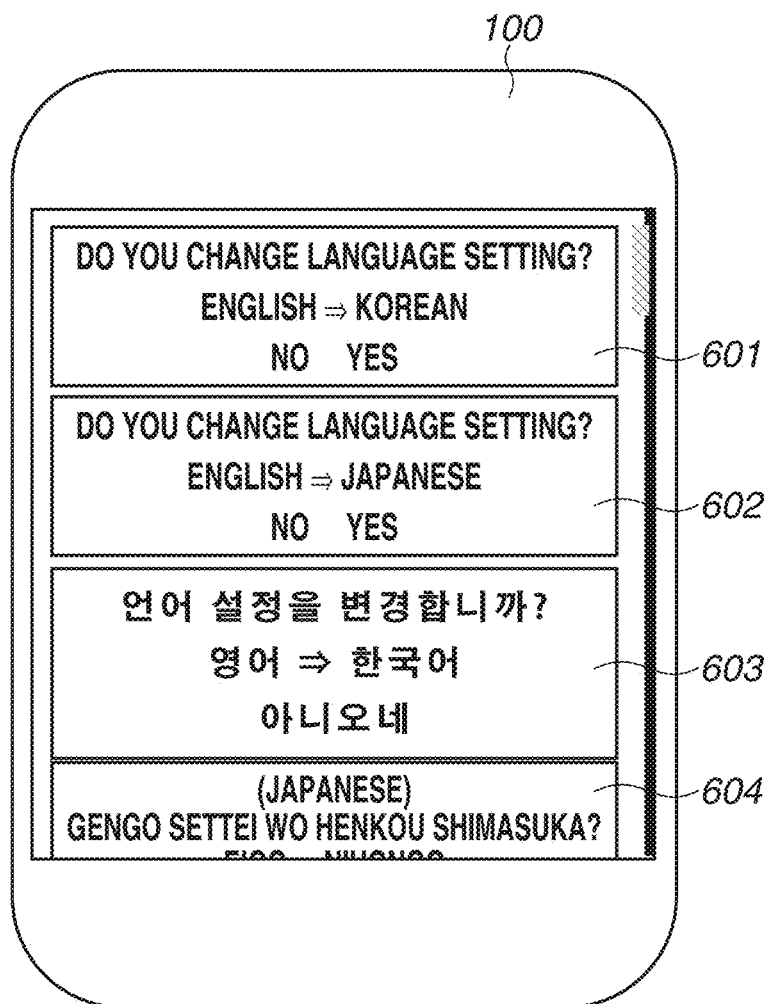 100
DO YOU CHANGE LANGUAGE SETTING?
ENGLISH ⇒ KOREAN
NO YES
601
DO YOU CHANGE LANGUAGE SETTING?
ENGLISH ⇒ JAPANESE
NO YES
602
언어 설정을 변경합니까?
영어 ⇒ 한국어
아니오네
603
(JAPANESE)
604
GENGO SETTEI WO HENKOU SHIMASUKA?